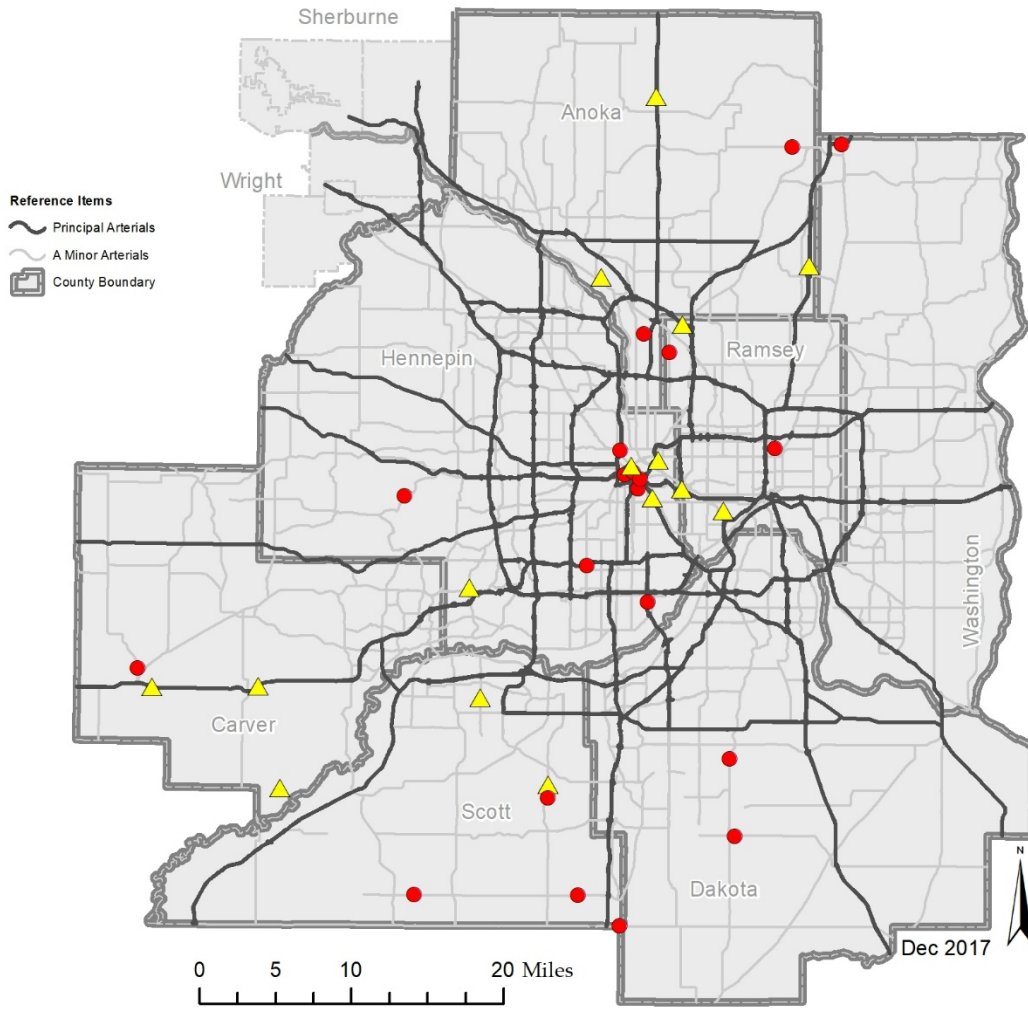 Sherburne
Anoka
Wright
Reference Items
Principal Arterials
A Minor Arterials
County Boundary
Hennepin
Ramsey
Washington
Carver
Scott
Dakota
N
Dec 2017
0 5 10 20 Miles